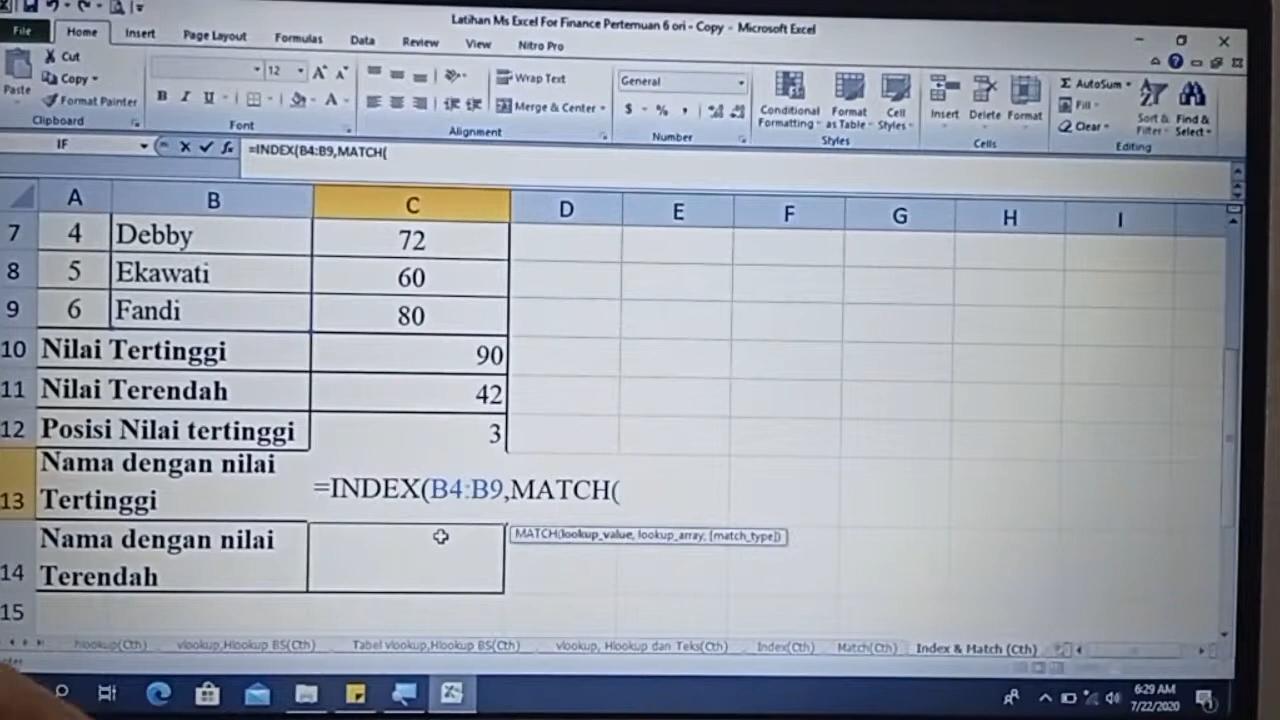 Latihan Ms Excel For Finance Pertemuan 6 ori - Copy - Microsoft Excel
File Home Insert Page Layout Formulas Data Review View Nitro Pro
Cut
Copy
Format Painter
Paste
Clipboard
12 A A
B I U A
Font
Wrap Text
Merge & Center
Alignment
General
$ % ,
Number
Conditional Formatting
Format as Table
Cell Styles
Styles
Insert Delete Format
Cells
Σ AutoSum
Fill
Clear
Sort & Filter
Find & Select
Editing
IF fx =INDEX(B4:B9,MATCH(
A B C D E F G H I
7 4 Debby 72
8 5 Ekawati 60
9 6 Fandi 80
10 Nilai Tertinggi 90
11 Nilai Terendah 42
12 Posisi Nilai tertinggi 3
Nama dengan nilai
13 Tertinggi =INDEX(B4:B9,MATCH(
Nama dengan nilai
MATCH(lookup_value, lookup_array, [match_type])
14 Terendah
15
hlookup(Cth) vlookup,Hlookup BS(Cth) Tabel vlookup,Hlookup BS(Cth) vlookup, Hlookup dan Teks(Cth) Index(Cth) Match(Cth) Index & Match (Cth)
6:29 AM
7/22/2020